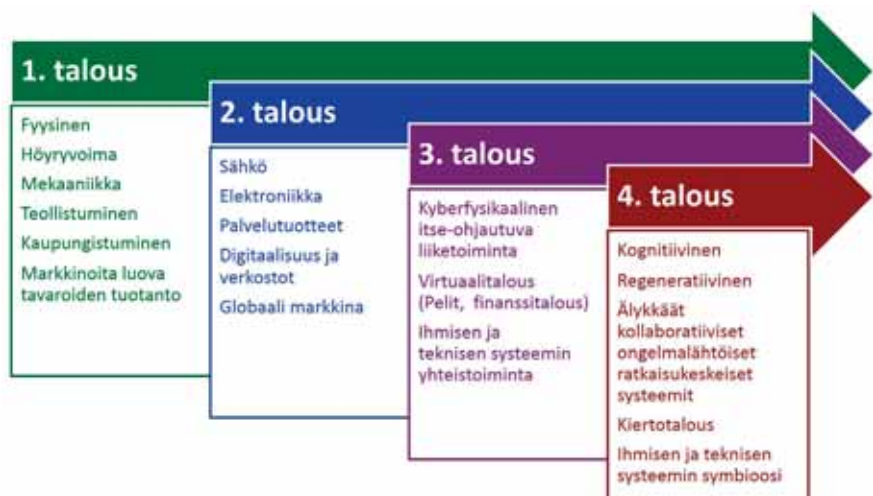 1. talous
Fyysinen
Höyryvoima
Mekaaniikka
Teollistuminen
Kaupungistuminen
Markkinoita luova
tavaroiden tuotanto
2. talous
Sähkö
Elektroniikka
Palvelutuotteet
Digitaalisuus ja
verkostot
Globaali markkina
3. talous
Kyberfysikaalinen
itse-ohjautuva
liiketoiminta
Virtuaalitalous
(Pelit, finanssitalous)
Ihmisen ja
teknisen systeemin
yhteistoiminta
4. talous
Kognitiivinen
Regeneratiivinen
Älykkäät
kollaboratiiviset
ongelmalähtöiset
ratkaisukeskeiset
systeemit
Kiertotalous
Ihmisen ja teknisen
systeemin symbioosi